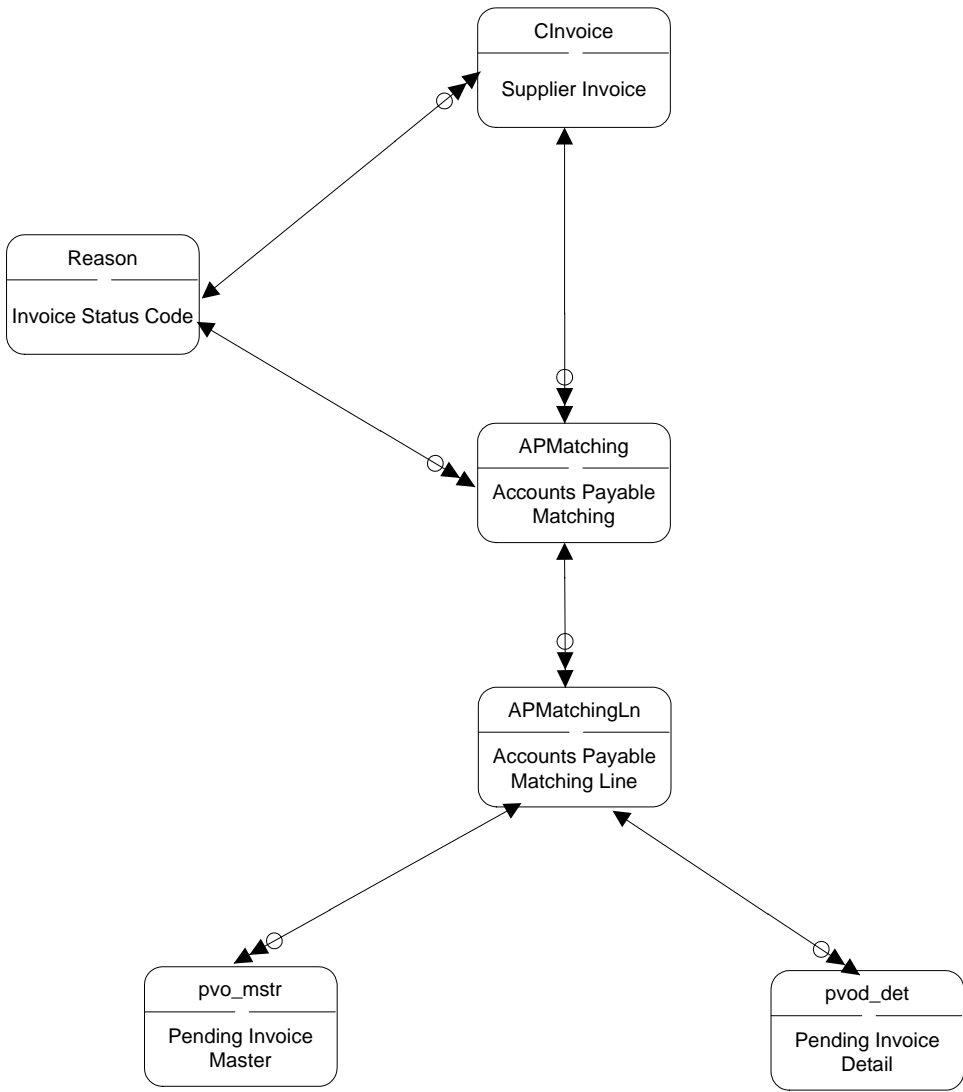 CInvoice
Supplier Invoice
Reason
Invoice Status Code
APMatching
Accounts Payable
Matching
APMatchingLn
Accounts Payable
Matching Line
pvo_mstr
Pending Invoice
Master
pvod_det
Pending Invoice
Detail